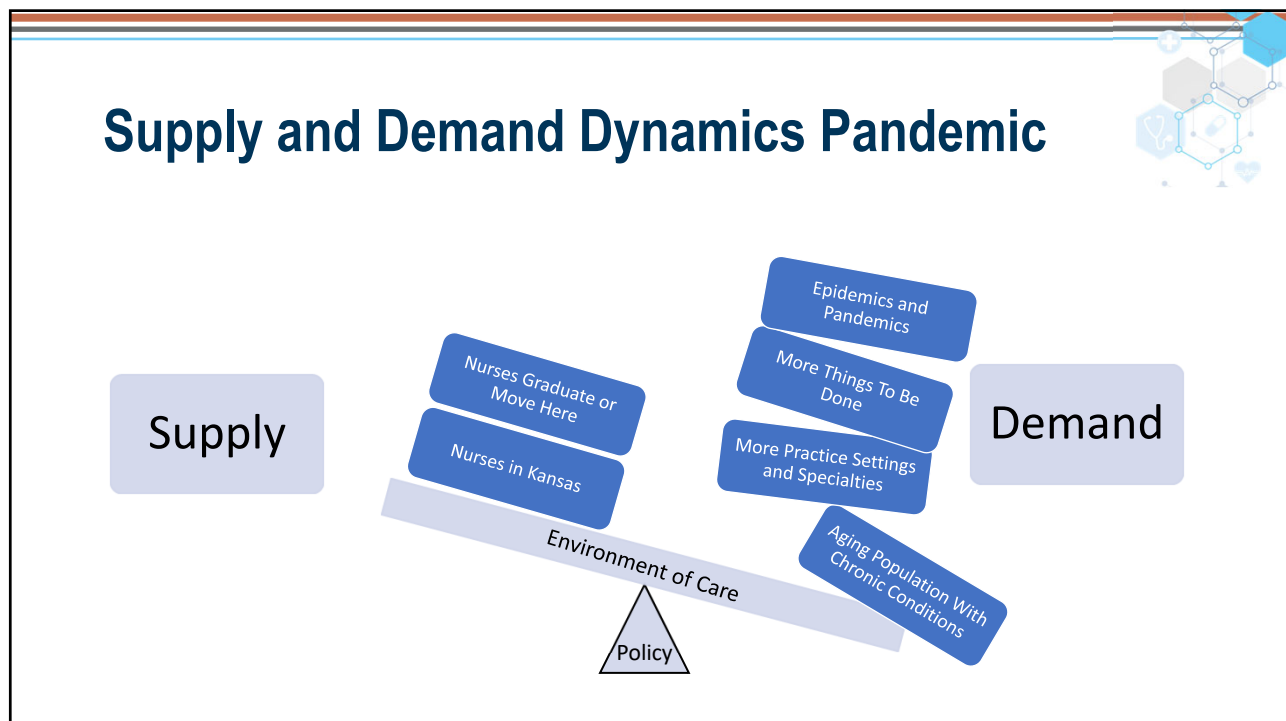 Supply and Demand Dynamics Pandemic
Supply
Nurses Graduate or
Move Here
Nurses in Kansas
Environment of Care
Policy
Epidemics and
Pandemics
More Things To Be
Done
More Practice Settings
and Specialties
Aging Population With
Chronic Conditions
Demand